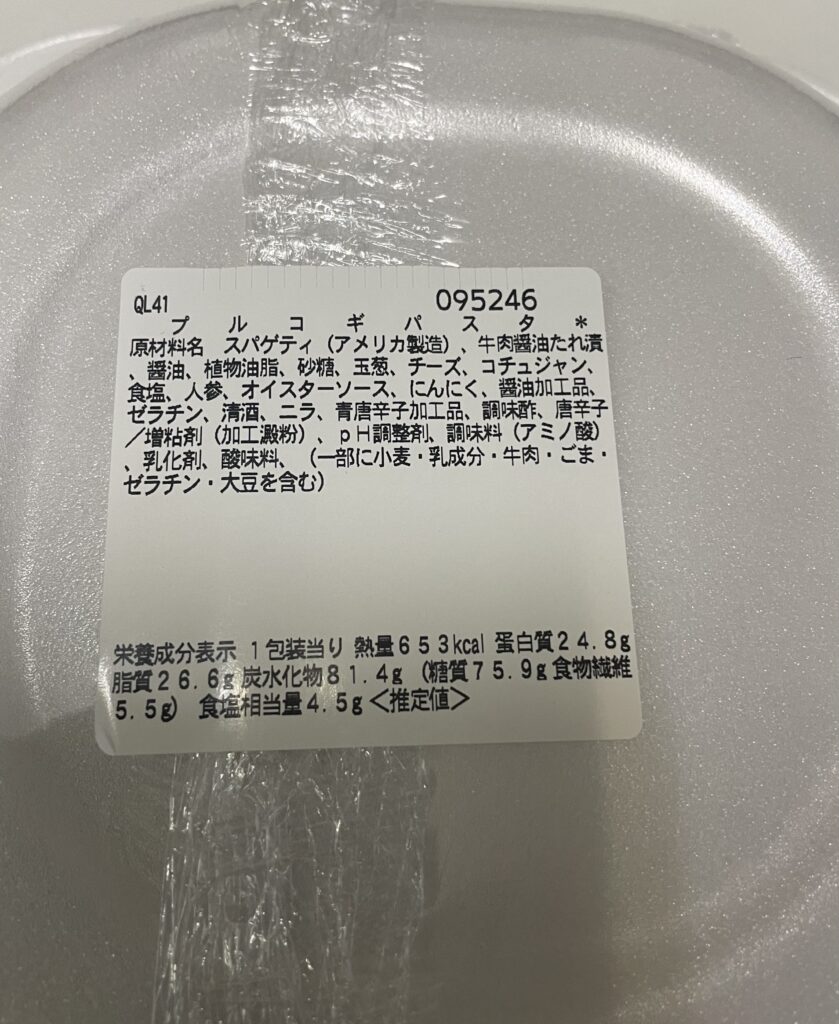 QL41 095246
プルコギパスタ＊
原材料名 スパゲティ（アメリカ製造）、牛肉醤油たれ漬
、醤油、植物油脂、砂糖、玉葱、チーズ、コチュジャン、
食塩、人参、オイスターソース、にんにく、醤油加工品、
ゼラチン、清酒、ニラ、青唐辛子加工品、調味酢、唐辛子
／増粘剤（加工澱粉）、ｐＨ調整剤、調味料（アミノ酸）
、乳化剤、酸味料、（一部に小麦・乳成分・牛肉・ごま・
ゼラチン・大豆を含む）
栄養成分表示 １包装当り 熱量６５３kcal 蛋白質２４.８g
脂質２６.６g 炭水化物８１.４g（糖質７５.９g 食物繊維
５.５g） 食塩相当量４.５g＜推定値＞